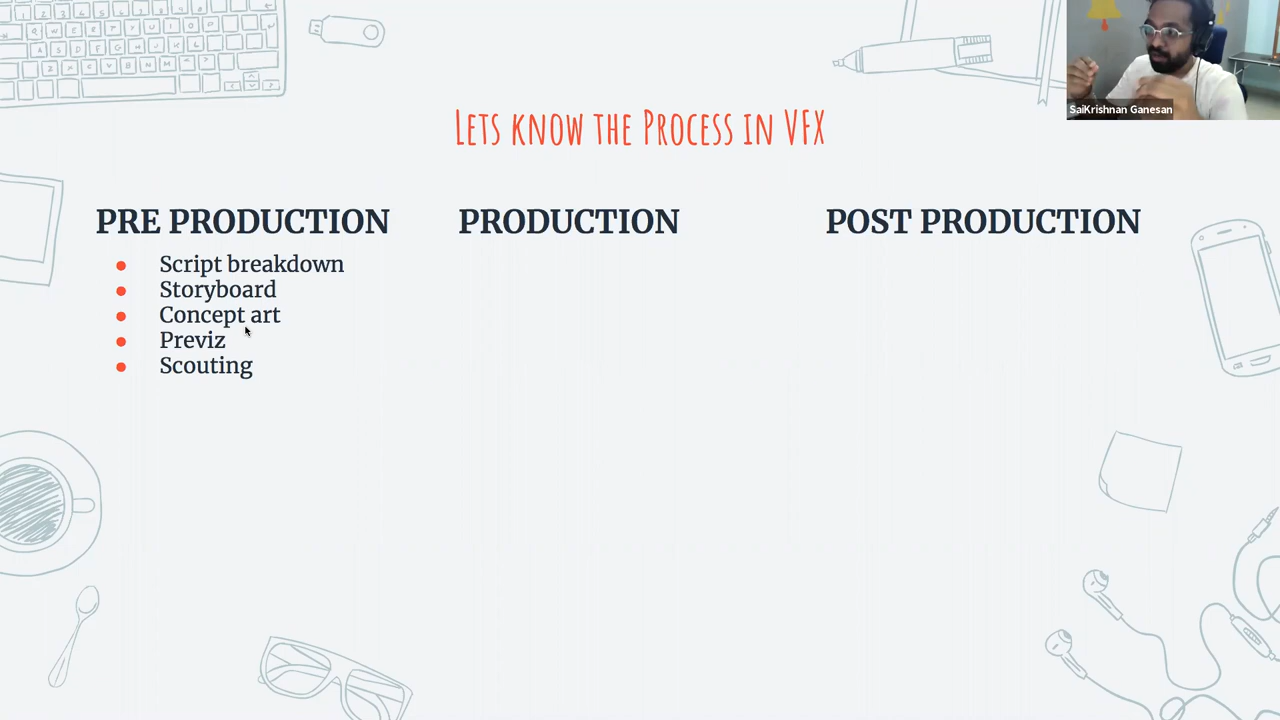 SaiKrishnan Ganesan
Lets know the Process in VFX
PRE PRODUCTION
Script breakdown
Storyboard
Concept art
Previz
Scouting
PRODUCTION
POST PRODUCTION